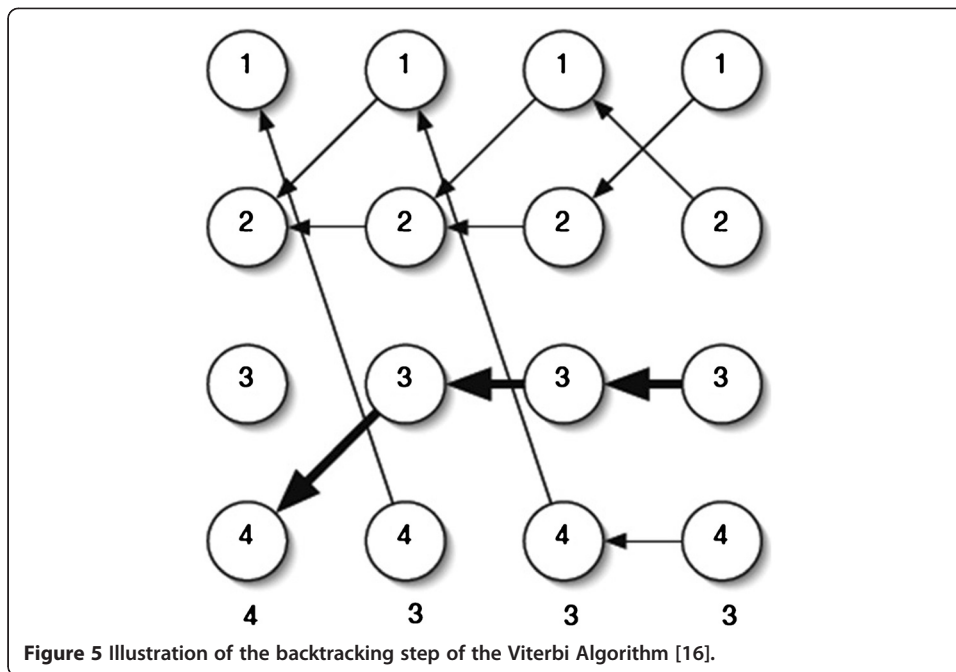 1 1 1 1
2 2 2 2
3 3 3 3
4 4 4 4
4 3 3 3
Figure 5 Illustration of the backtracking step of the Viterbi Algorithm [16].